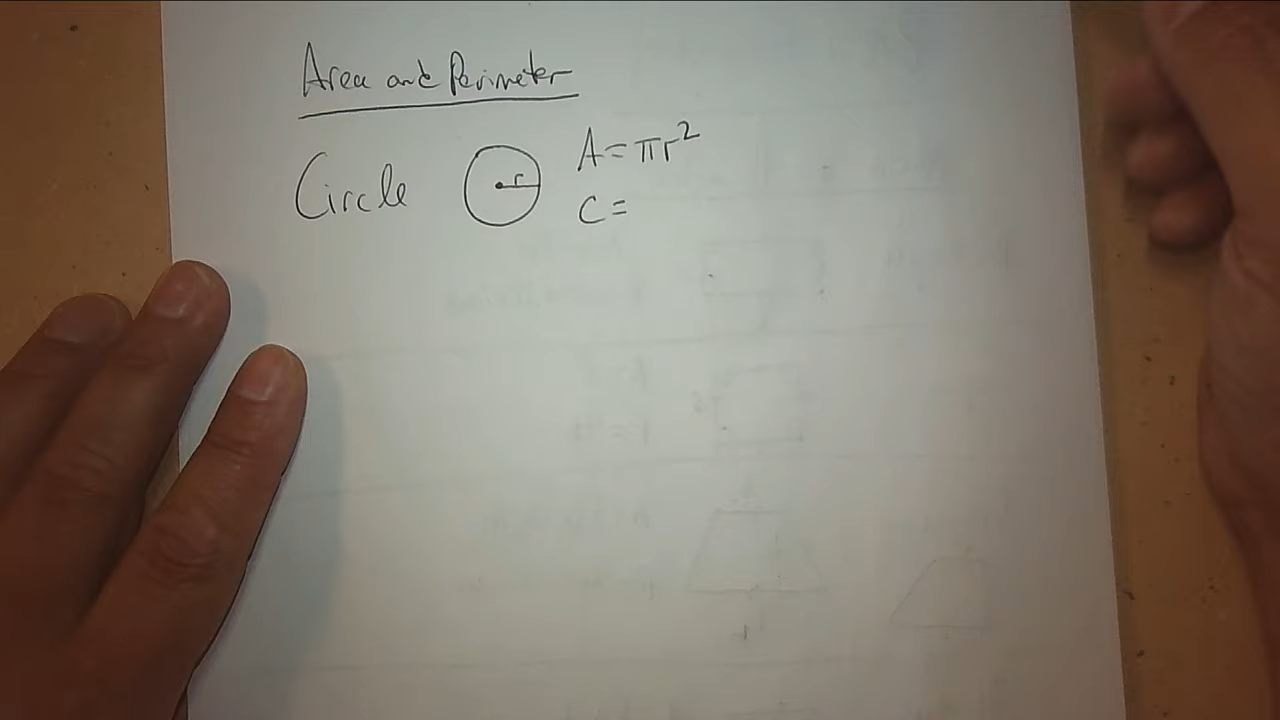 Area and Perimeter
Circle r A = πr²
C =